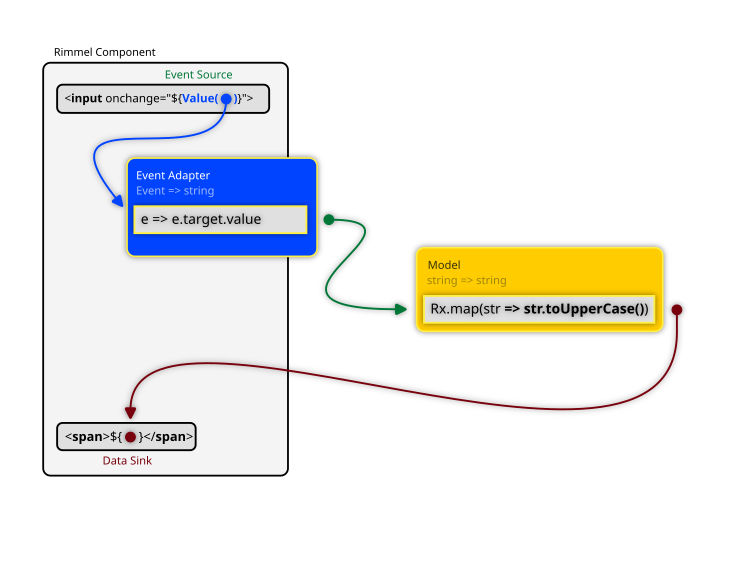 Rimmel Component
Event Source
<input onchange="${Value( )}">
Event Adapter
Event => string
e => e.target.value
Model
string => string
Rx.map(str => str.toUpperCase())
<span>${ }</span>
Data Sink